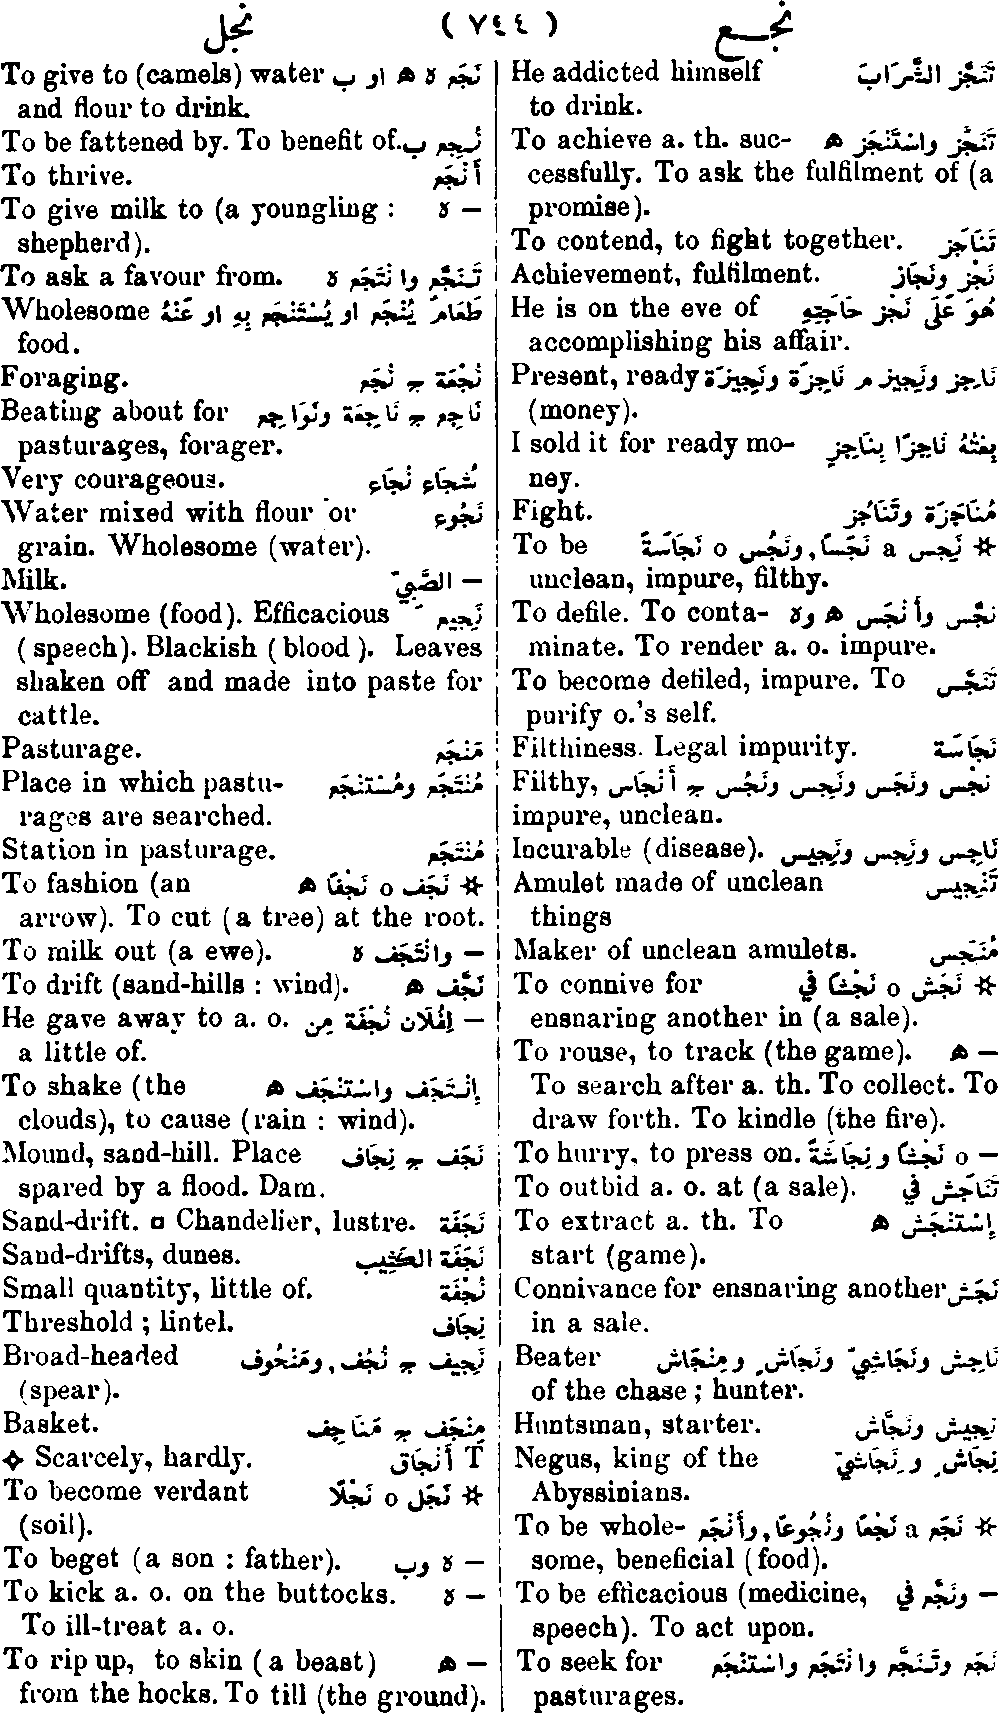 نجع ( ٧٤٤ ) نجل
He addicted himself تَنَجَّزَ الشَّرَابَ
to drink.
To achieve a. th. suc- تَنَجَّزَ وٱسْتَنْجَزَ ه
cessfully. To ask the fulfilment of (a
promise).
To contend, to fight together. تَنَاجَزَ
Achievement, fulfilment. نَجْز ونَجَاز
He is on the eve of هُوَ عَلَى نَجْز حَاجَتِهِ
accomplishing his affair.
Present, ready نَاجِز ونَجِيز م نَاجِزَة ونَجِيزَة
(money).
I sold it for ready mo- بِعْتُهُ نَاجِزًا بِنَاجِزٍ
ney.
Fight. مُنَاجَزَة وتَنَاجُز
To be ☆ نَجِس a نَجَسًا, ونَجُس o نَجَاسَةً
unclean, impure, filthy.
To defile. To conta- نجَّس وأَنْجَس ه وة
minate. To render a. o. impure.
To become defiled, impure. To تَنَجَّس
purify o.'s self.
Filthiness. Legal impurity. نَجَاسَة
Filthy, نَجْس ونَجَس ونَجِس ونَجُس ج أَنْجَاس
impure, unclean.
Incurable (disease). نَاجِس ونَجِس ونَجِيس
Amulet made of unclean تَنْجِيس
things
Maker of unclean amulets. مُنَجِّس
To connive for ☆ نَجَش o نَجْشًا في
ensnaring another in (a sale).
To rouse, to track (the game). — ه
To search after a. th. To collect. To
draw forth. To kindle (the fire).
To hurry, to press on. — o نَجْشًا ونَجَاشَةً
To outbid a. o. at (a sale). تَنَاجَش في
To extract a. th. To إِسْتَنْجَش ه
start (game).
Connivance for ensnaring another نَجَش
in a sale.
Beater نَاجِش ونَجَاشِيّ ونَجَاش, ومِنْجَاش
of the chase ; hunter.
Huntsman, starter. نَجِيش ونَجَّاش
Negus, king of the نِجَاش, ونَجَاشِيّ
Abyssinians.
To be whole- ☆ نَجَع a نَجْعًا ونُجُوعًا, وأَنْجَع
some, beneficial (food).
To be efficacious (medicine, — ونَجَّع في
speech). To act upon.
To seek for نَجَع وتَنَجَّع وٱنْتَجَع وٱسْتَنْجَع
pasturages.
To give to (camels) water نَجَع ة ه او ب
and flour to drink.
To be fattened by. To benefit of. نُجِع ب
To thrive. أَنْجَع
To give milk to (a youngling : — ة
shepherd).
To ask a favour from. تَنَجَّع وٱنْتَجَع ة
Wholesome طَعَام يُنْجَع او يُسْتَنْجَع بِهِ او عَنْهُ
food.
Foraging. نُجْعَة ج نُجَع
Beating about for نَاجِع ج نَاجِعَة ونَوَاجِع
pasturages, forager.
Very courageous. شُجَاع نُجَاع
Water mixed with flour or نَجُوع
grain. Wholesome (water).
Milk. — الصَّبِيّ
Wholesome (food). Efficacious نَجِيع
(speech). Blackish (blood). Leaves
shaken off and made into paste for
cattle.
Pasturage. مَنْجَع
Place in which pastu- مُنْتَجَع ومُسْتَنْجَع
rages are searched.
Station in pasturage. مُنْتَجَع
To fashion (an ☆ نَجَف o نَجْفًا ه
arrow). To cut (a tree) at the root.
To milk out (a ewe). — وٱنْتَجَف ة
To drift (sand-hills : wind). نَجَّف ه
He gave away to a. o. — لِفُلَان نُجْفَة مِن
a little of.
To shake (the إِنْتَجَف وٱسْتَنْجَف ه
clouds), to cause (rain : wind).
Mound, sand-hill. Place نَجَف ج نِجَاف
spared by a flood. Dam.
Sand-drift. ◘ Chandelier, lustre. نَجَفَة
Sand-drifts, dunes. نَجَفَة الكَثِيب
Small quantity, little of. نُجْفَة
Threshold ; lintel. نِجَاف
Broad-headed نَجِيف ج نُجُف, ومَنْجُوف
(spear).
Basket. مِنْجَف ج مَنَاجِف
❖ Scarcely, hardly. T أَنْجَاق
To become verdant ☆ نَجَل o نَجْلًا
(soil).
To beget (a son : father). — ة وب
To kick a. o. on the buttocks. — ة
To ill-treat a. o.
To rip up, to skin (a beast) — ه
from the hocks. To till (the ground).